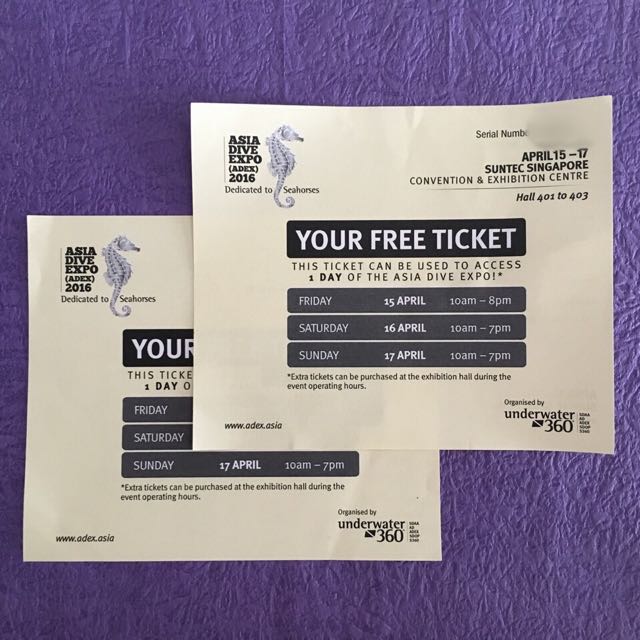 ASIA
DIVE
EXPO
(ADEX)
2016
Dedicated to Seahorses
Serial Numbe
APRIL 15 – 17
SUNTEC SINGAPORE
CONVENTION & EXHIBITION CENTRE
Hall 401 to 403
YOUR FREE TICKET
THIS TICKET CAN BE USED TO ACCESS
1 DAY OF THE ASIA DIVE EXPO!*
FRIDAY 15 APRIL 10am – 8pm
SATURDAY 16 APRIL 10am – 7pm
SUNDAY 17 APRIL 10am – 7pm
*Extra tickets can be purchased at the exhibition hall during the
event operating hours.
www.adex.asia
Organised by
underwater
360°
ASIA
DIVE
EXPO
(ADEX)
2016
Dedicated to Seahorses
YOUR
THIS TICKE
1 DAY O
FRIDAY
SATURDAY
SUNDAY 17 APRIL 10am – 7pm
*Extra tickets can be purchased at the exhibition hall during the
event operating hours.
www.adex.asia
Organised by
underwater
360°